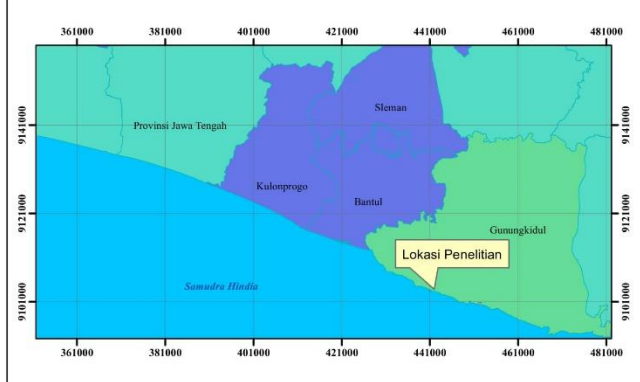 361000 381000 401000 421000 441000 461000 481000
Sleman
9141000 9141000
Provinsi Jawa Tengah
Kulonprogo
Bantul
9121000 9121000
Gunungkidul
Lokasi Penelitian
Samudra Hindia
9101000 9101000
361000 381000 401000 421000 441000 461000 481000